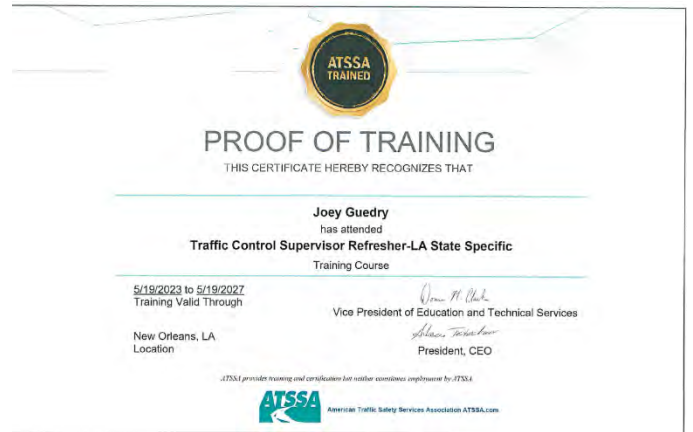 ATSSA
TRAINED
PROOF OF TRAINING
THIS CERTIFICATE HEREBY RECOGNIZES THAT
Joey Guedry
has attended
Traffic Control Supervisor Refresher-LA State Specific
Training Course
5/19/2023 to 5/19/2027
Training Valid Through
Vice President of Education and Technical Services
New Orleans, LA
Location
President, CEO
ATSSA provides training and certification but neither constitutes employment by ATSSA
ATSSA
American Traffic Safety Services Association ATSSA.com